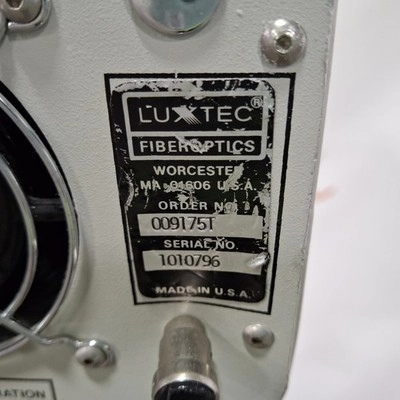 LUXTEC®
FIBEROPTICS
WORCESTER
MA. 01606 U.S.A.
ORDER NO.
009175T
SERIAL NO.
1010796
MADE IN U.S.A.